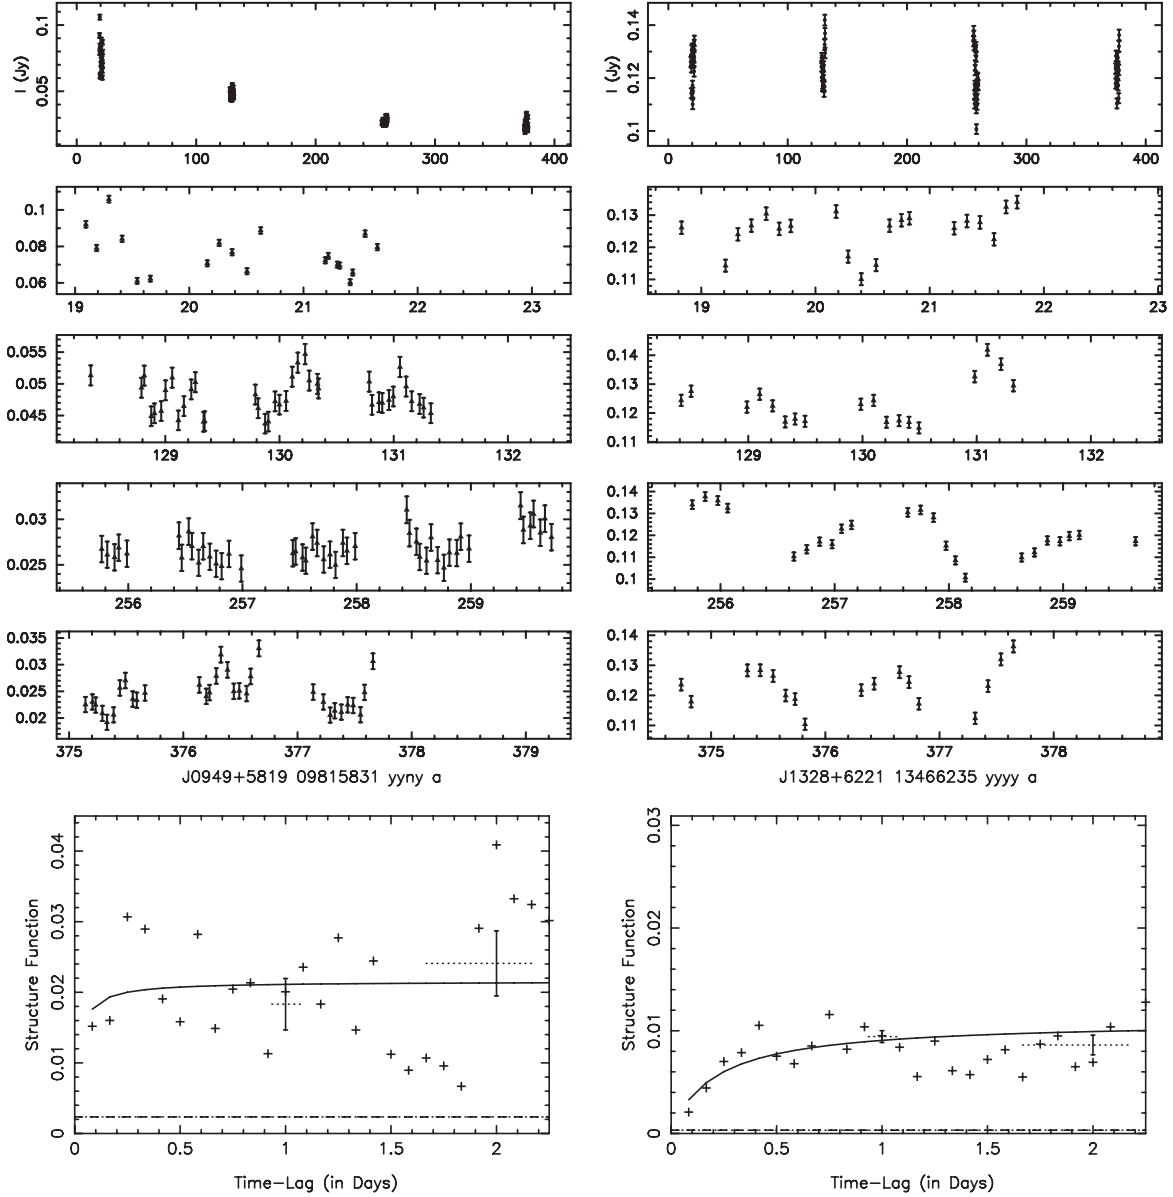 I (Jy)
0.1
0.05
0 100 200 300 400
0.1
0.08
0.06
19 20 21 22 23
0.055
0.05
0.045
129 130 131 132
0.03
0.025
256 257 258 259
0.035
0.03
0.025
0.02
375 376 377 378 379
J0949+5819 09815831 yyny a
I (Jy)
0.14
0.12
0.1
0 100 200 300 400
0.13
0.12
0.11
19 20 21 22 23
0.14
0.13
0.12
0.11
129 130 131 132
0.14
0.13
0.12
0.11
0.1
256 257 258 259
0.14
0.13
0.12
0.11
375 376 377 378
J1328+6221 13466235 yyyy a
Structure Function
0.04
0.03
0.02
0.01
0
0 0.5 1 1.5 2
Time-Lag (in Days)
Structure Function
0.03
0.02
0.01
0
0 0.5 1 1.5 2
Time-Lag (in Days)